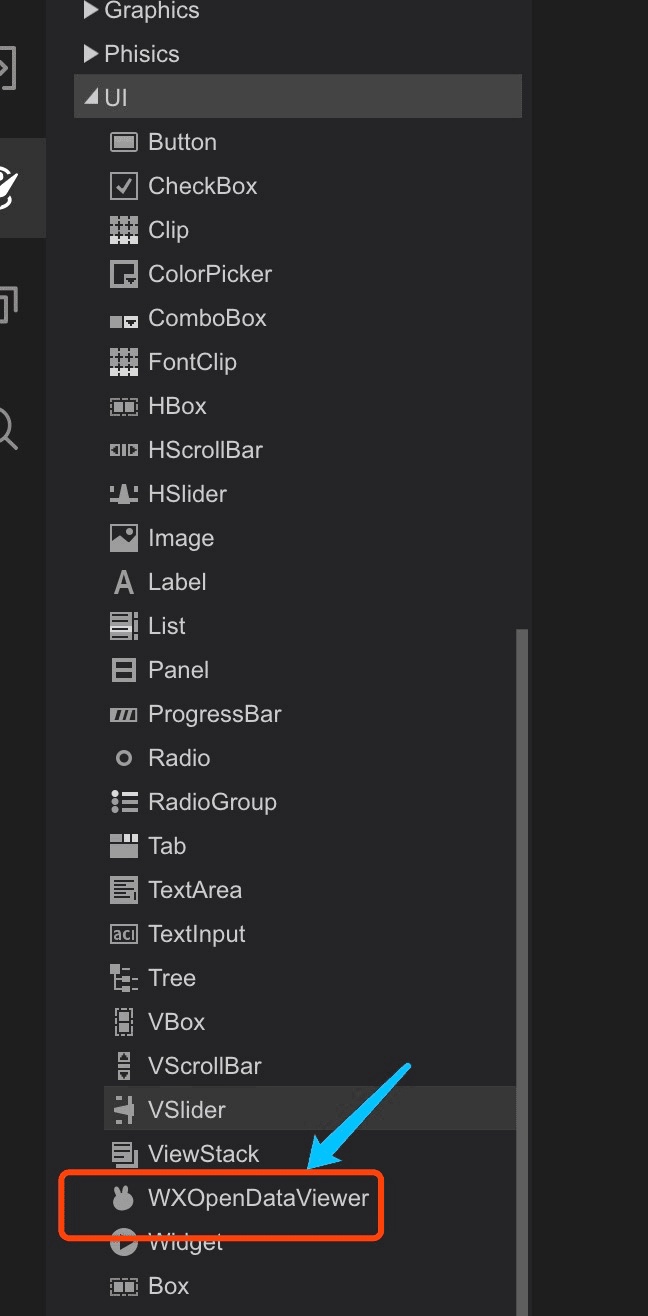 Graphics
Phisics
UI
Button
CheckBox
Clip
ColorPicker
ComboBox
FontClip
HBox
HScrollBar
HSlider
Image
A Label
List
Panel
ProgressBar
Radio
RadioGroup
Tab
TextArea
aci TextInput
Tree
VBox
VScrollBar
VSlider
ViewStack
WXOpenDataViewer
Widget
Box